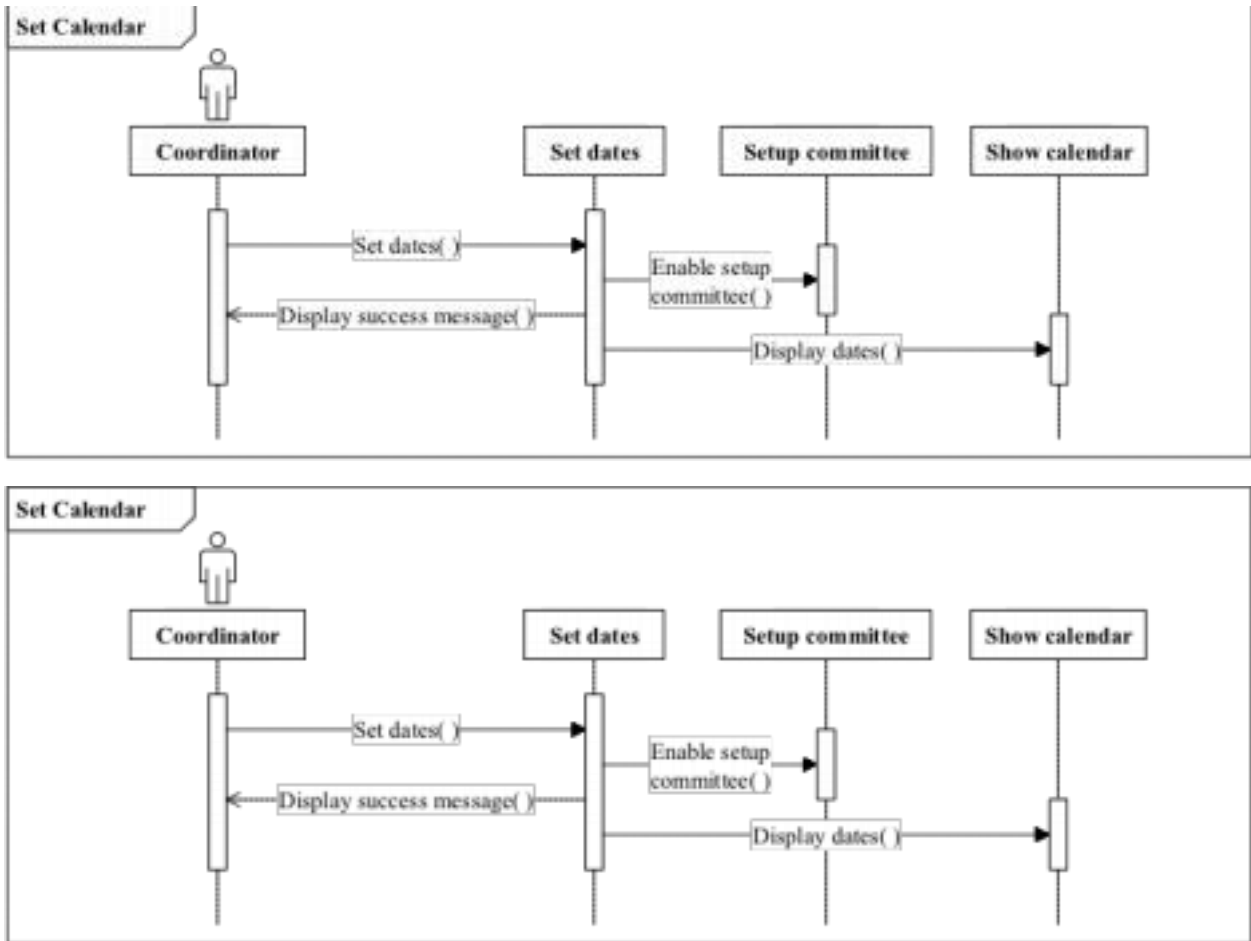 Set Calendar
Coordinator
Set dates
Setup committee
Show calendar
Set dates( )
Enable setup
committee( )
Display success message( )
Display dates( )
Set Calendar
Coordinator
Set dates
Setup committee
Show calendar
Set dates( )
Enable setup
committee( )
Display success message( )
Display dates( )